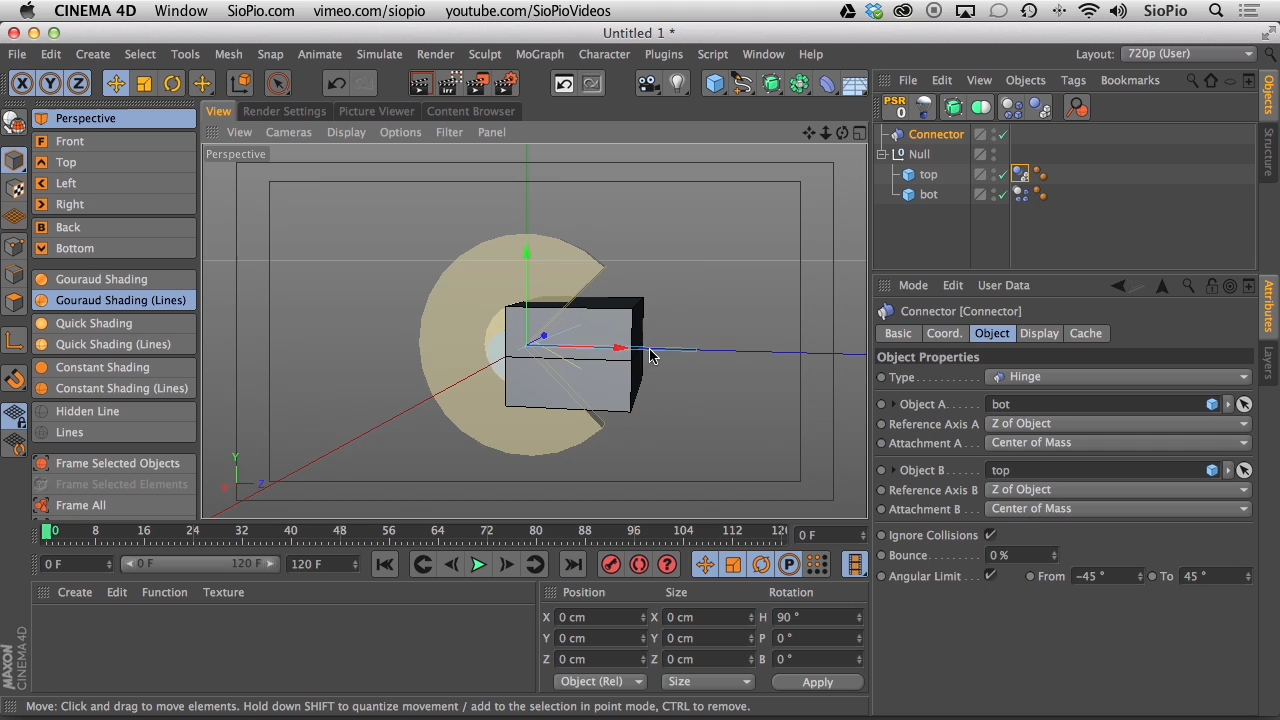 CINEMA 4D Window SioPio.com vimeo.com/siopio youtube.com/SioPioVideos SioPio
Untitled 1 *
File Edit Create Select Tools Mesh Snap Animate Simulate Render Sculpt MoGraph Character Plugins Script Window Help Layout: 720p (User)
X Y Z File Edit View Objects Tags Bookmarks
PSR
0
View Render Settings Picture Viewer Content Browser
View Cameras Display Options Filter Panel
Perspective
Front
Top
Left
Right
Back
Bottom
Gouraud Shading
Gouraud Shading (Lines)
Quick Shading
Quick Shading (Lines)
Constant Shading
Constant Shading (Lines)
Hidden Line
Lines
Frame Selected Objects
Frame Selected Elements
Frame All
Perspective
Y
Z
Connector
Null
top
bot
Objects
Structure
Mode Edit User Data
Connector [Connector]
Basic Coord. Object Display Cache
Object Properties
Type Hinge
Object A bot
Reference Axis A Z of Object
Attachment A Center of Mass
Object B top
Reference Axis B Z of Object
Attachment B Center of Mass
Ignore Collisions
Bounce 0 %
Angular Limit From -45 ° To 45 °
Attributes
Layers
0 8 16 24 32 40 48 56 64 72 80 88 96 104 112 12 0 F
0 F 0 F 120 F 120 F
Create Edit Function Texture
Position Size Rotation
X 0 cm X 0 cm H 90 °
Y 0 cm Y 0 cm P 0 °
Z 0 cm Z 0 cm B 0 °
Object (Rel) Size Apply
MAXON
CINEMA 4D
Move: Click and drag to move elements. Hold down SHIFT to quantize movement / add to the selection in point mode, CTRL to remove.